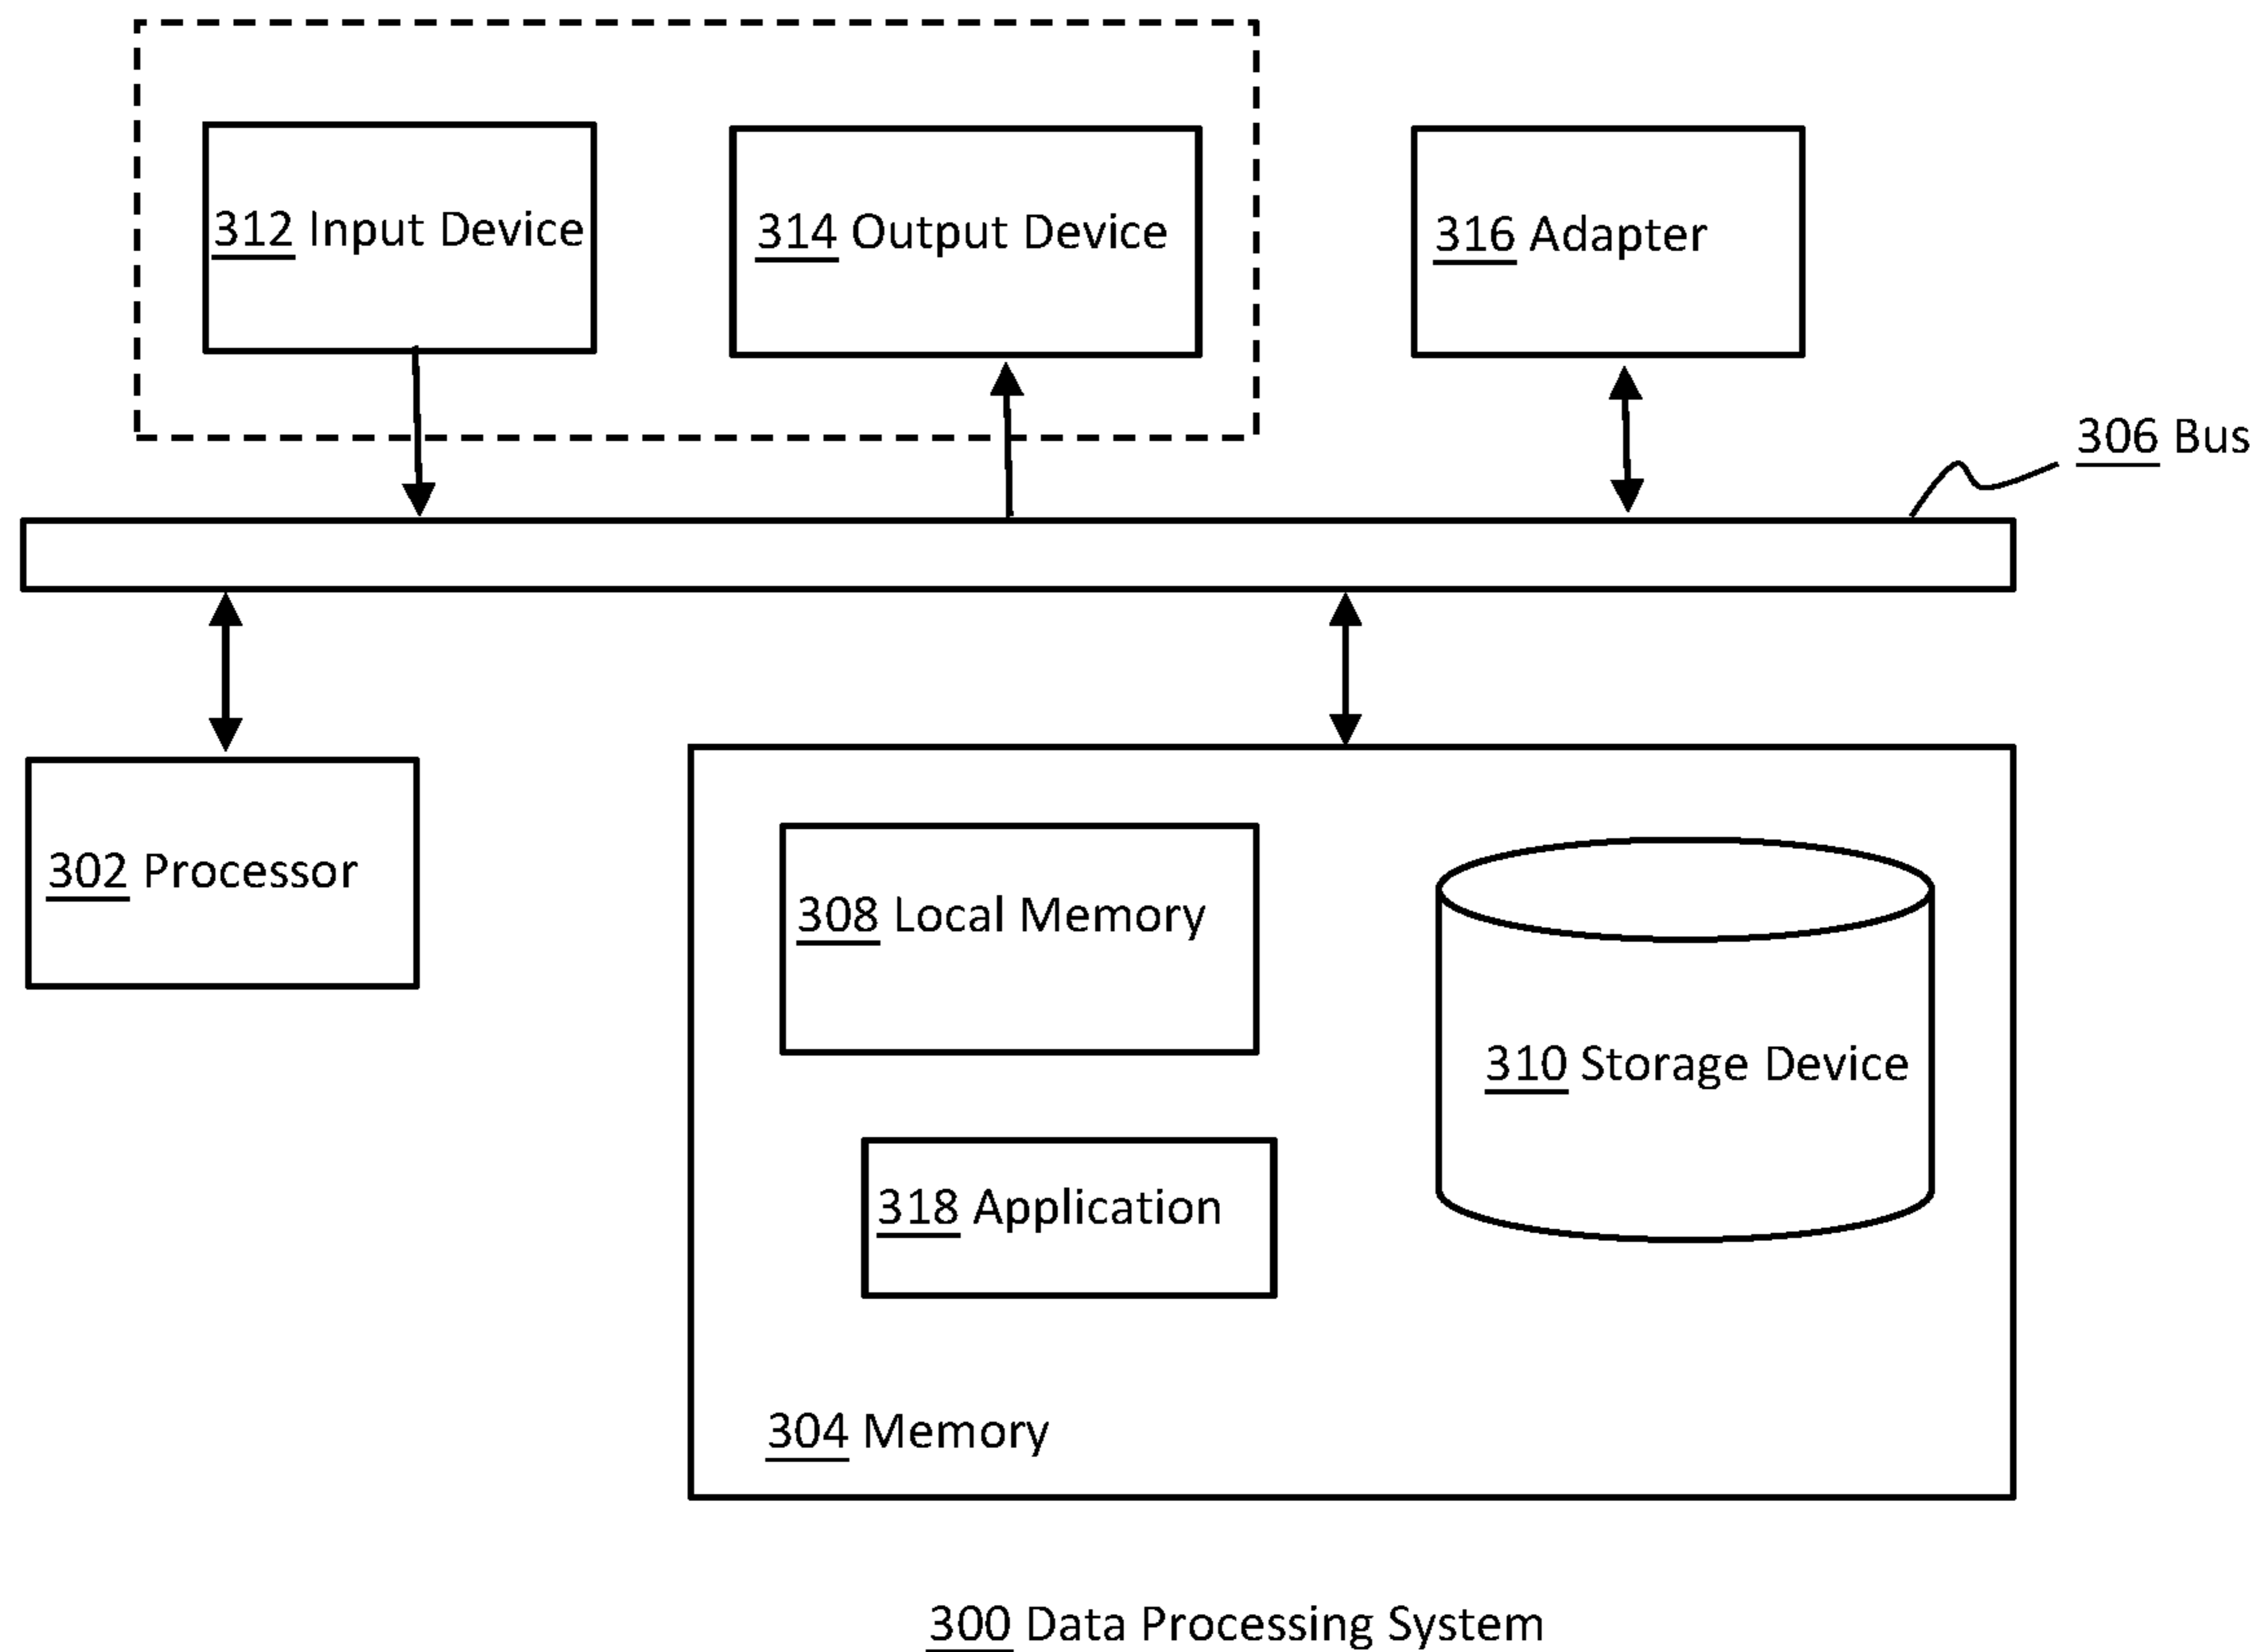 312 Input Device
314 Output Device
316 Adapter
306 Bus
302 Processor
308 Local Memory
310 Storage Device
318 Application
304 Memory
300 Data Processing System